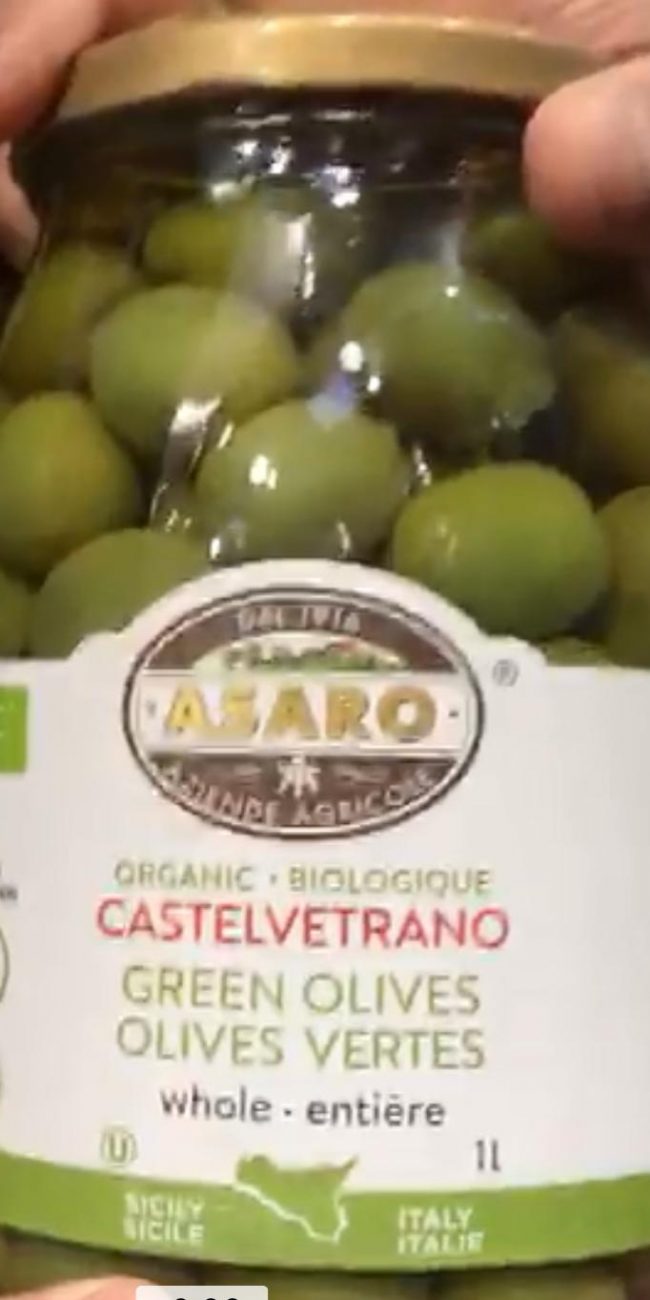 DAL 1916
ASARO
®
AZIENDE AGRICOLE
ORGANIC · BIOLOGIQUE
CASTELVETRANO
GREEN OLIVES
OLIVES VERTES
whole · entière
U
1L
SICILY
SICILE
ITALY
ITALIE